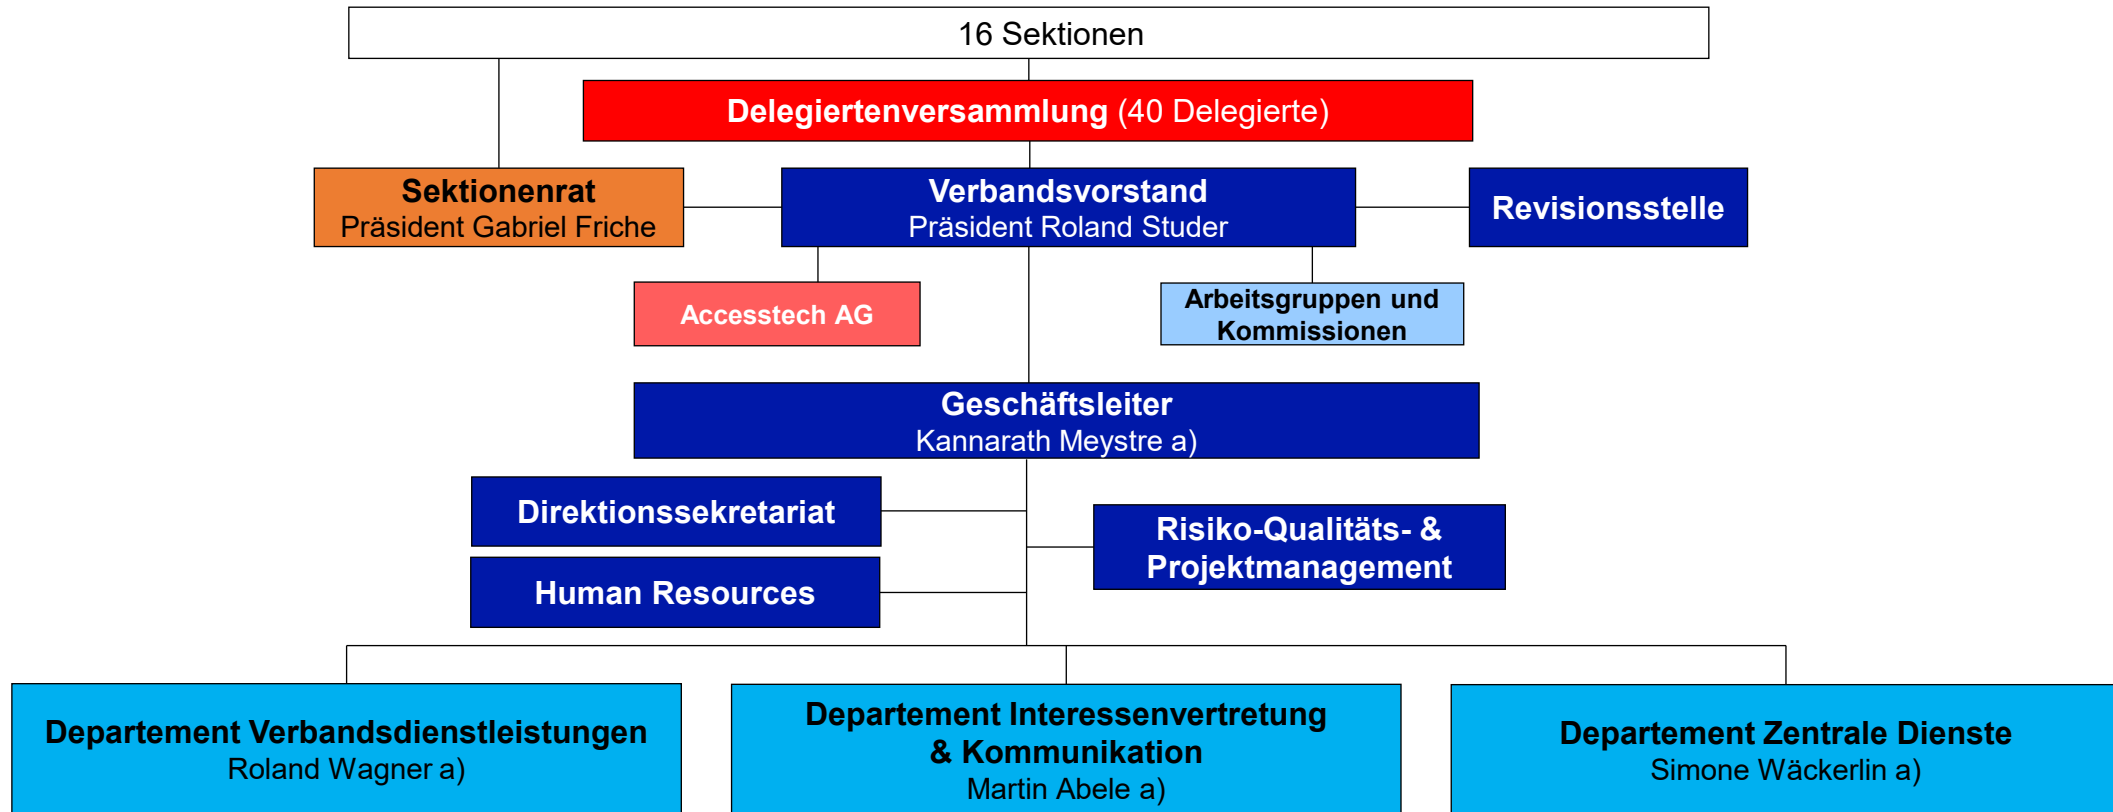 16 Sektionen
Delegiertenversammlung (40 Delegierte)
Sektionenrat
Präsident Gabriel Friche
Verbandsvorstand
Präsident Roland Studer
Revisionsstelle
Accesstech AG
Arbeitsgruppen und
Kommissionen
Geschäftsleiter
Kannarath Meystre a)
Direktionssekretariat
Risiko-Qualitäts- &
Projektmanagement
Human Resources
Departement Verbandsdienstleistungen
Roland Wagner a)
Departement Interessenvertretung
& Kommunikation
Martin Abele a)
Departement Zentrale Dienste
Simone Wäckerlin a)